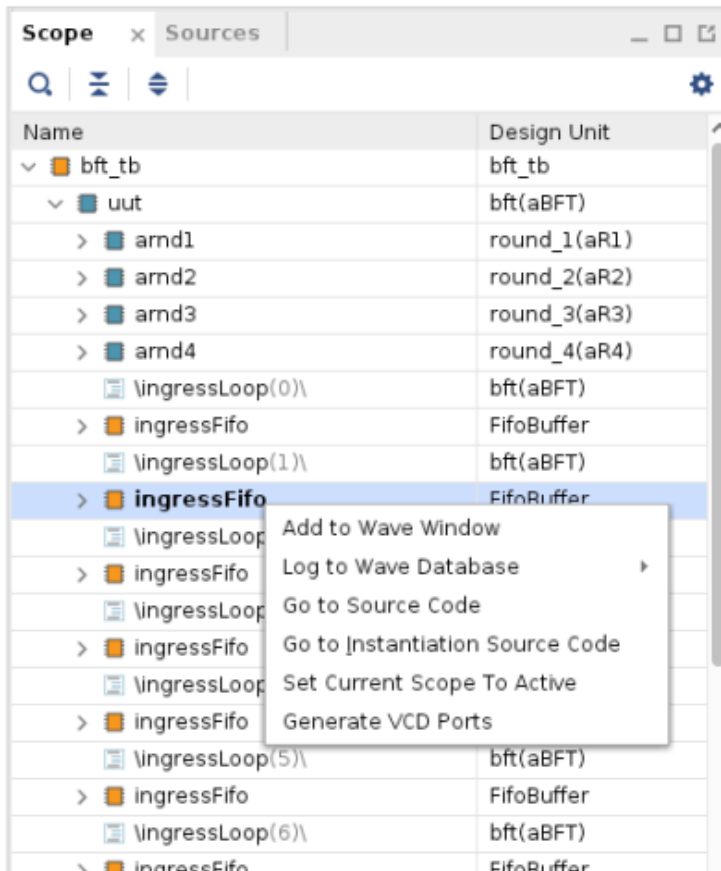 Scope × Sources
Name Design Unit
bft_tb bft_tb
uut bft(aBFT)
arnd1 round_1(aR1)
arnd2 round_2(aR2)
arnd3 round_3(aR3)
arnd4 round_4(aR4)
\ingressLoop(0)\ bft(aBFT)
ingressFifo FifoBuffer
\ingressLoop(1)\ bft(aBFT)
ingressFifo FifoBuffer
\ingressLoop
ingressFifo
\ingressLoop
ingressFifo
\ingressLoop
ingressFifo
\ingressLoop(5)\ bft(aBFT)
ingressFifo FifoBuffer
\ingressLoop(6)\ bft(aBFT)
ingressFifo FifoBuffer
Add to Wave Window
Log to Wave Database
Go to Source Code
Go to Instantiation Source Code
Set Current Scope To Active
Generate VCD Ports